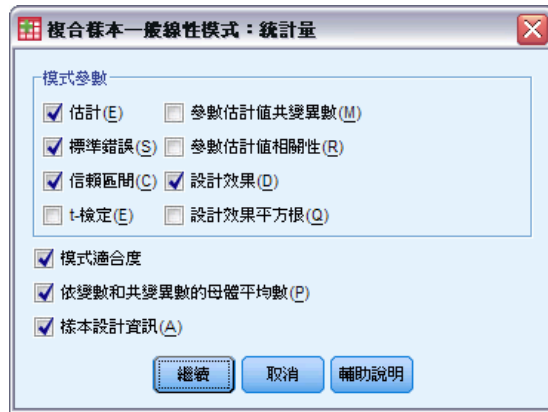 複合樣本一般線性模式：統計量
模式參數
估計(E) 參數估計值共變異數(M)
標準錯誤(S) 參數估計值相關性(R)
信賴區間(C) 設計效果(D)
t-檢定(E) 設計效果平方根(Q)
模式適合度
依變數和共變異數的母體平均數(P)
樣本設計資訊(A)
繼續 取消 輔助說明